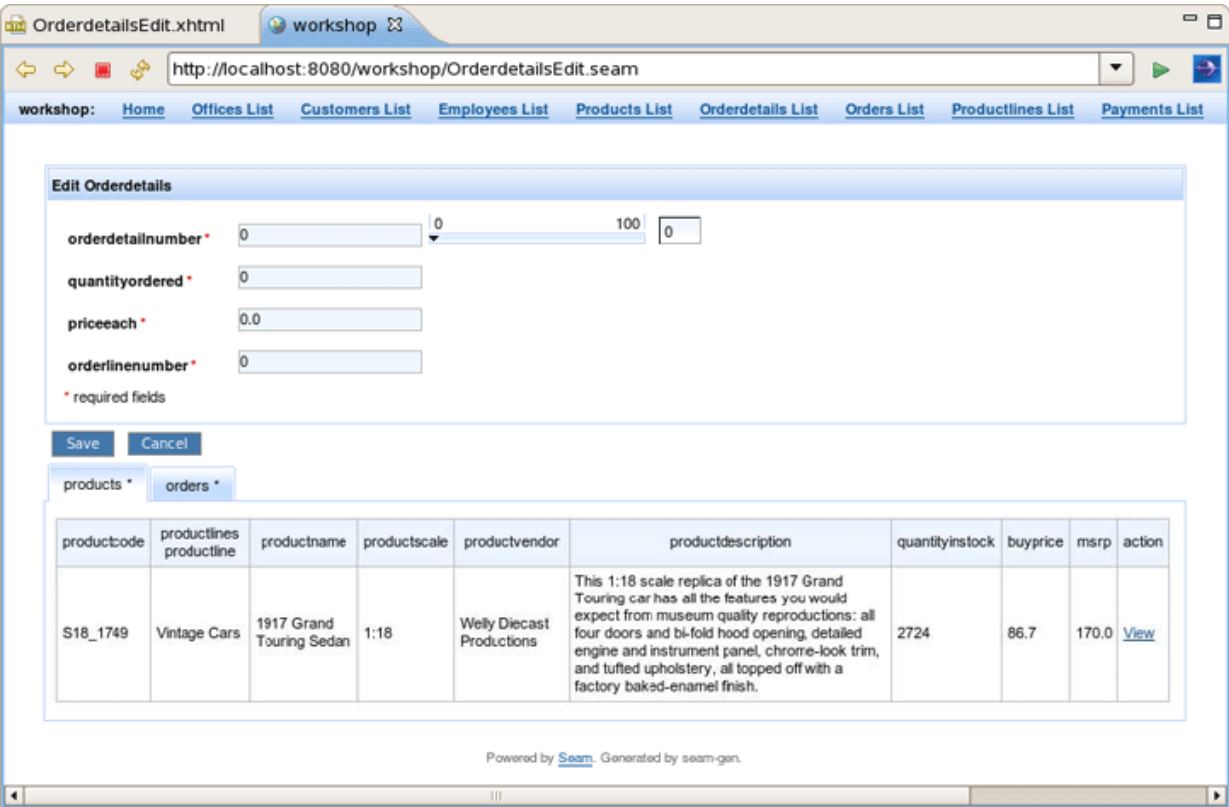 OrderdetailsEdit.xhtml workshop
http://localhost:8080/workshop/OrderdetailsEdit.seam
workshop: Home Offices List Customers List Employees List Products List Orderdetails List Orders List Productlines List Payments List
Edit Orderdetails
orderdetailnumber * 0 0 100 0
quantityordered * 0
priceeach * 0.0
orderlinenumber * 0
* required fields
Save Cancel
products * orders *
productcode productlines productline productname productscale productvendor productdescription quantityinstock buyprice msrp action
S18_1749 Vintage Cars 1917 Grand Touring Sedan 1:18 Welly Diecast Productions
This 1:18 scale replica of the 1917 Grand
Touring car has all the features you would
expect from museum quality reproductions: all
four doors and bi-fold hood opening, detailed
engine and instrument panel, chrome-look trim,
and tufted upholstery, all topped off with a
factory baked-enamel finish.
2724 86.7 170.0 View
Powered by Seam. Generated by seam-gen.